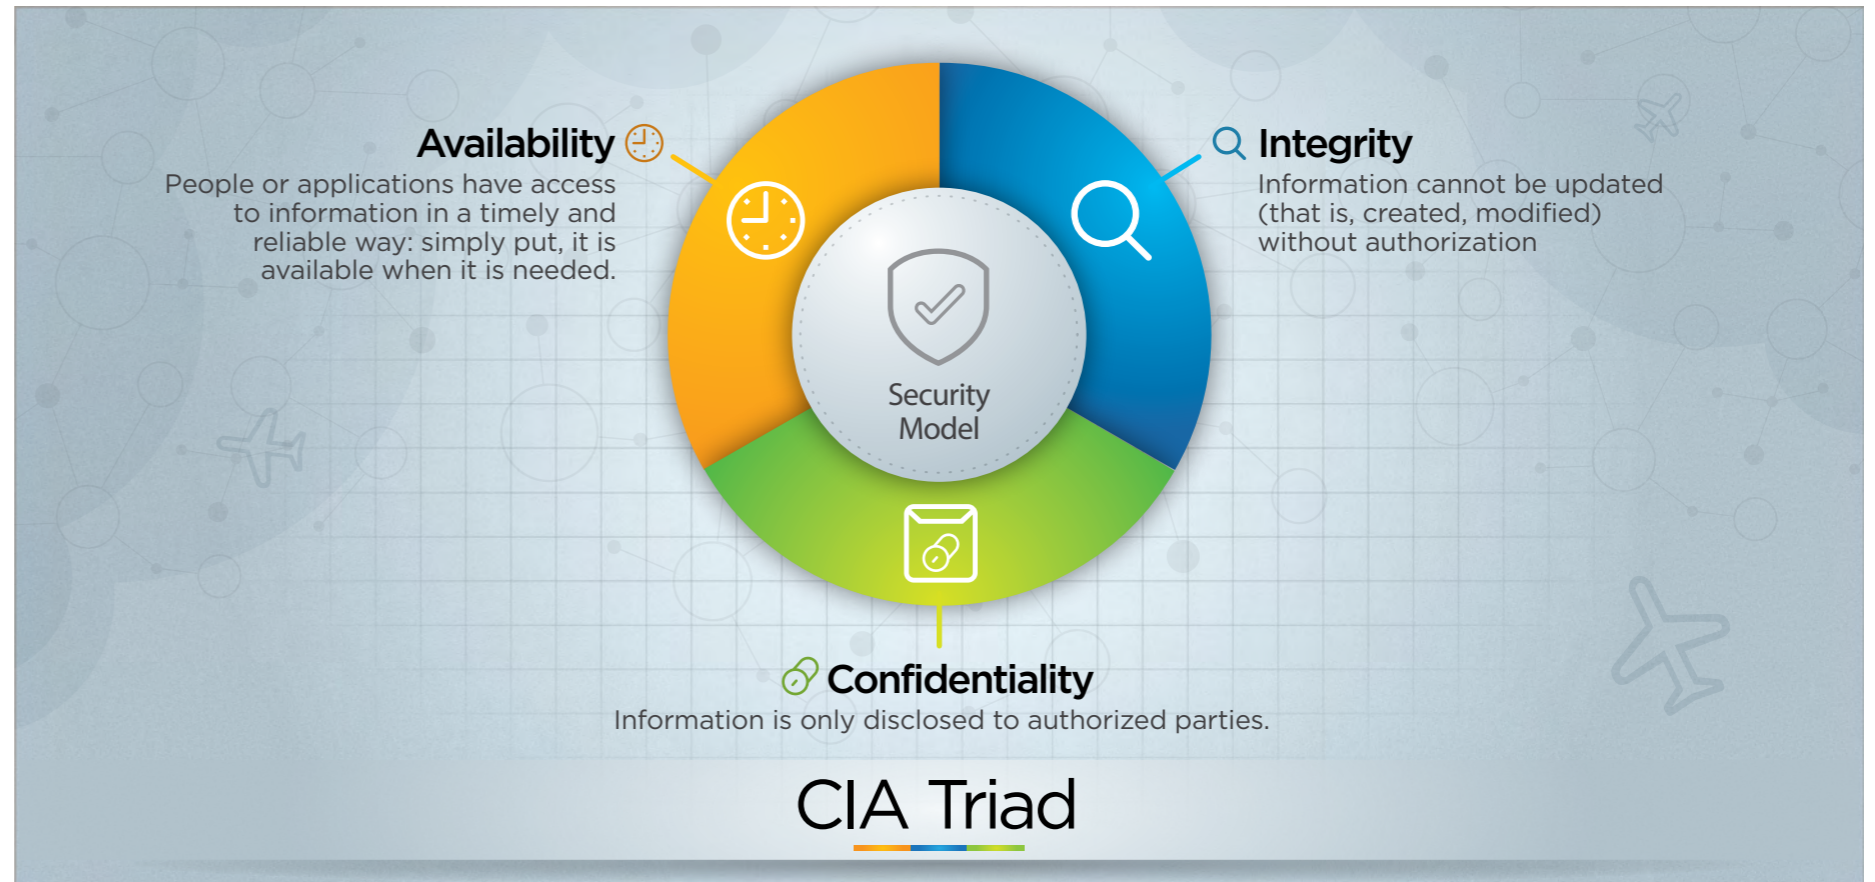 Availability
People or applications have access
to information in a timely and
reliable way: simply put, it is
available when it is needed.
Integrity
Information cannot be updated
(that is, created, modified)
without authorization
Security
Model
Confidentiality
Information is only disclosed to authorized parties.
CIA Triad